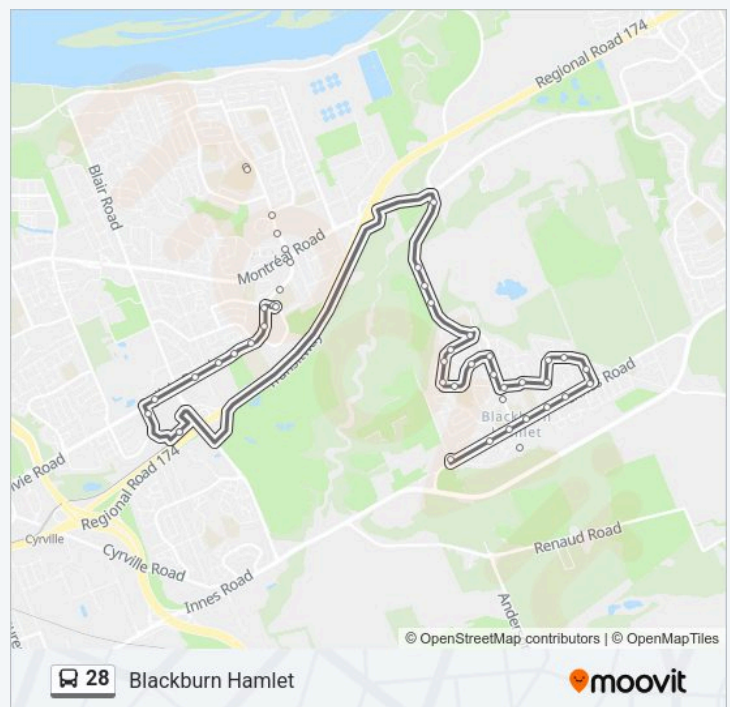 Regional Road 174
Blair Road
Montréal Road
Road
Blackburn
Hamlet
Regional Road 174
Cyrville
Cyrville Road
Innes Road
Renaud Road
© OpenStreetMap contributors | © OpenMapTiles
28 Blackburn Hamlet
moovit